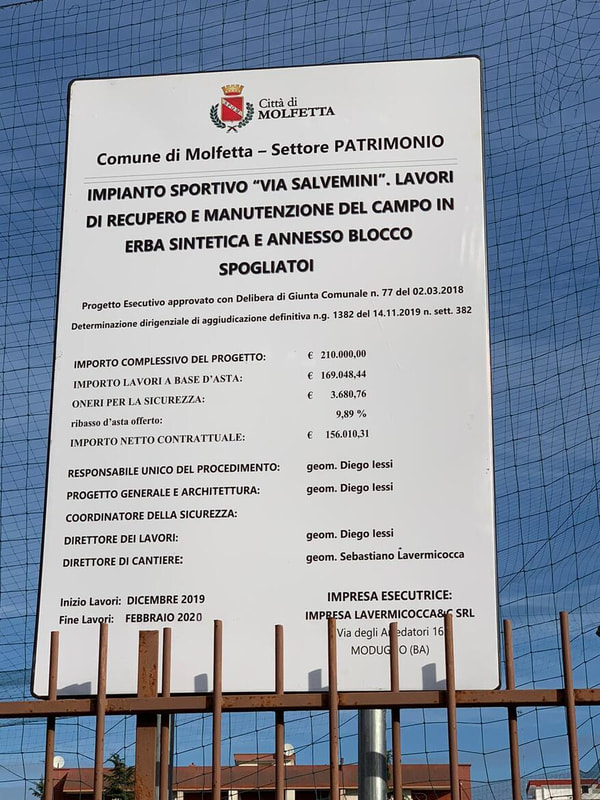 Città di
MOLFETTA
Comune di Molfetta – Settore PATRIMONIO
IMPIANTO SPORTIVO “VIA SALVEMINI”. LAVORI
DI RECUPERO E MANUTENZIONE DEL CAMPO IN
ERBA SINTETICA E ANNESSO BLOCCO
SPOGLIATOI
Progetto Esecutivo approvato con Delibera di Giunta Comunale n. 77 del 02.03.2018
Determinazione dirigenziale di aggiudicazione definitiva n.g. 1382 del 14.11.2019 n. sett. 382
IMPORTO COMPLESSIVO DEL PROGETTO: € 210.000,00
IMPORTO LAVORI A BASE D’ASTA: € 169.048,44
ONERI PER LA SICUREZZA: € 3.680,76
ribasso d’asta offerto: 9,89 %
IMPORTO NETTO CONTRATTUALE: € 156.010,31
RESPONSABILE UNICO DEL PROCEDIMENTO: geom. Diego Iessi
PROGETTO GENERALE E ARCHITETTURA: geom. Diego Iessi
COORDINATORE DELLA SICUREZZA:
DIRETTORE DEI LAVORI: geom. Diego Iessi
DIRETTORE DI CANTIERE: geom. Sebastiano Lavermicocca
Inizio Lavori: DICEMBRE 2019
Fine Lavori: FEBBRAIO 2020
IMPRESA ESECUTRICE:
IMPRESA LAVERMICOCCA&C SRL
Via degli Arredatori 16
MODUGNO (BA)